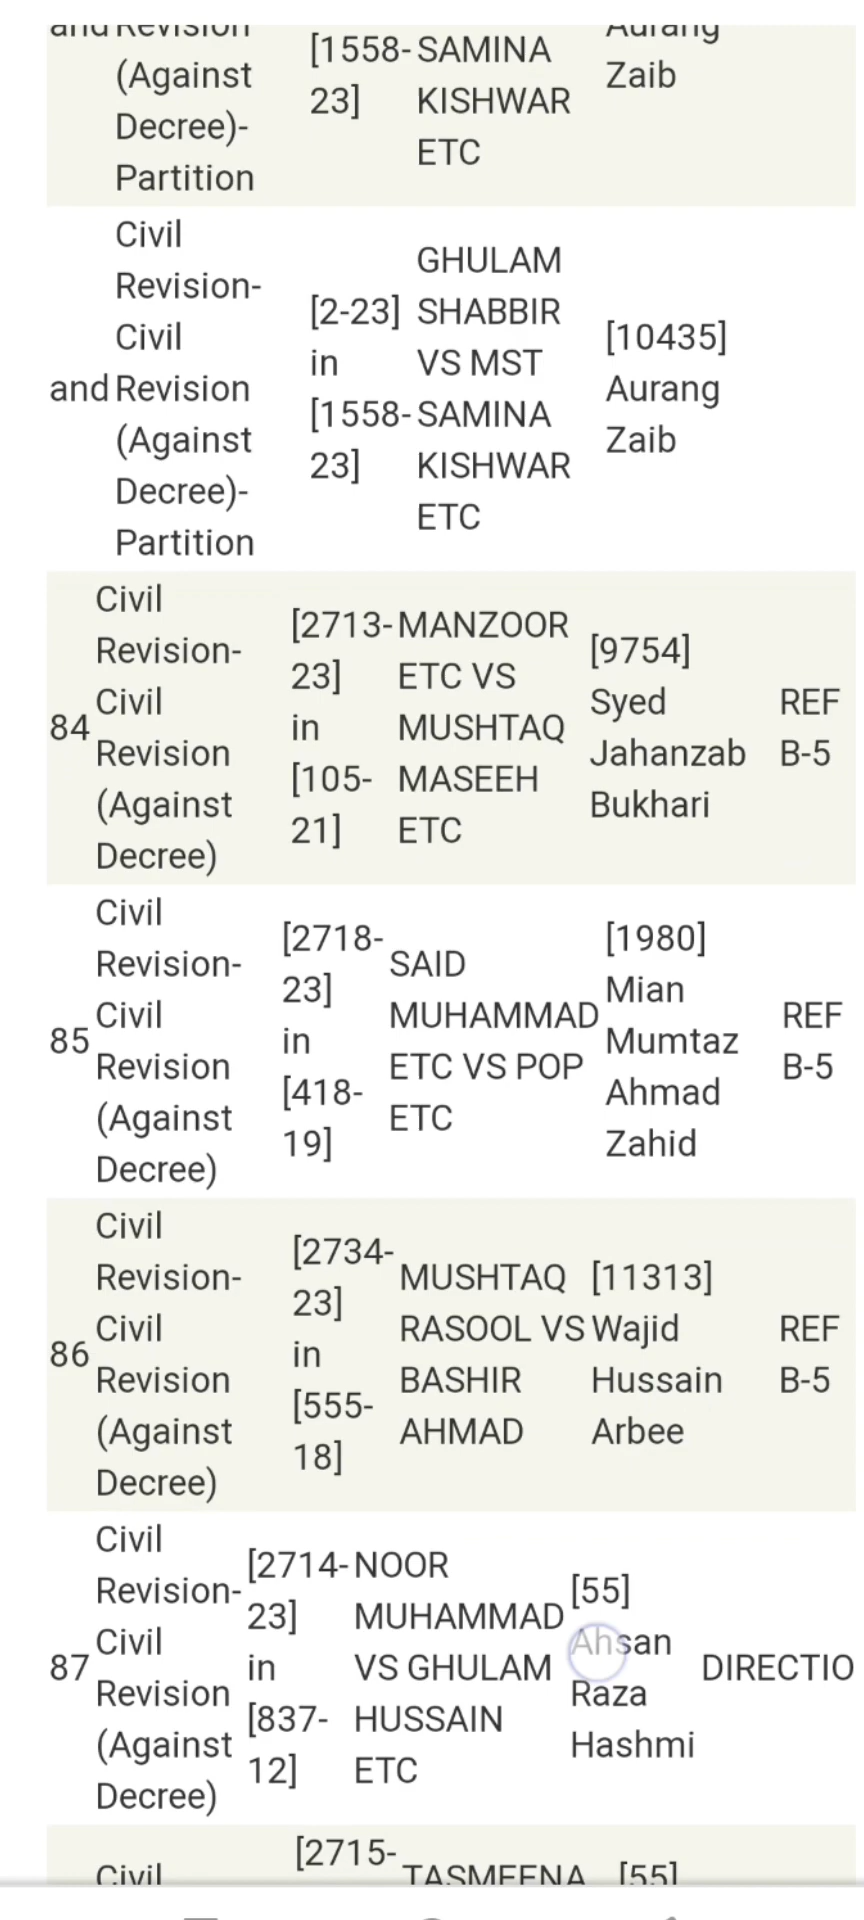 and Revision
[1558-
23]
SAMINA
KISHWAR
ETC
Aurang
Zaib
(Against
Decree)-
Partition
and
Civil
Revision-
Civil
Revision
(Against
Decree)-
Partition
[2-23]
in
[1558-
23]
GHULAM
SHABBIR
VS MST
SAMINA
KISHWAR
ETC
[10435]
Aurang
Zaib
84
Civil
Revision-
Civil
Revision
(Against
Decree)
[2713-
23]
in
[105-
21]
MANZOOR
ETC VS
MUSHTAQ
MASEEH
ETC
[9754]
Syed
Jahanzab
Bukhari
REF
B-5
85
Civil
Revision-
Civil
Revision
(Against
Decree)
[2718-
23]
in
[418-
19]
SAID
MUHAMMAD
ETC VS POP
ETC
[1980]
Mian
Mumtaz
Ahmad
Zahid
REF
B-5
86
Civil
Revision-
Civil
Revision
(Against
Decree)
[2734-
23]
in
[555-
18]
MUSHTAQ
RASOOL VS
BASHIR
AHMAD
[11313]
Wajid
Hussain
Arbee
REF
B-5
87
Civil
Revision-
Civil
Revision
(Against
Decree)
[2714-
23]
in
[837-
12]
NOOR
MUHAMMAD
VS GHULAM
HUSSAIN
ETC
[55]
Ahsan
Raza
Hashmi
DIRECTIO
Civil
[2715-
TASMEENA
[55]